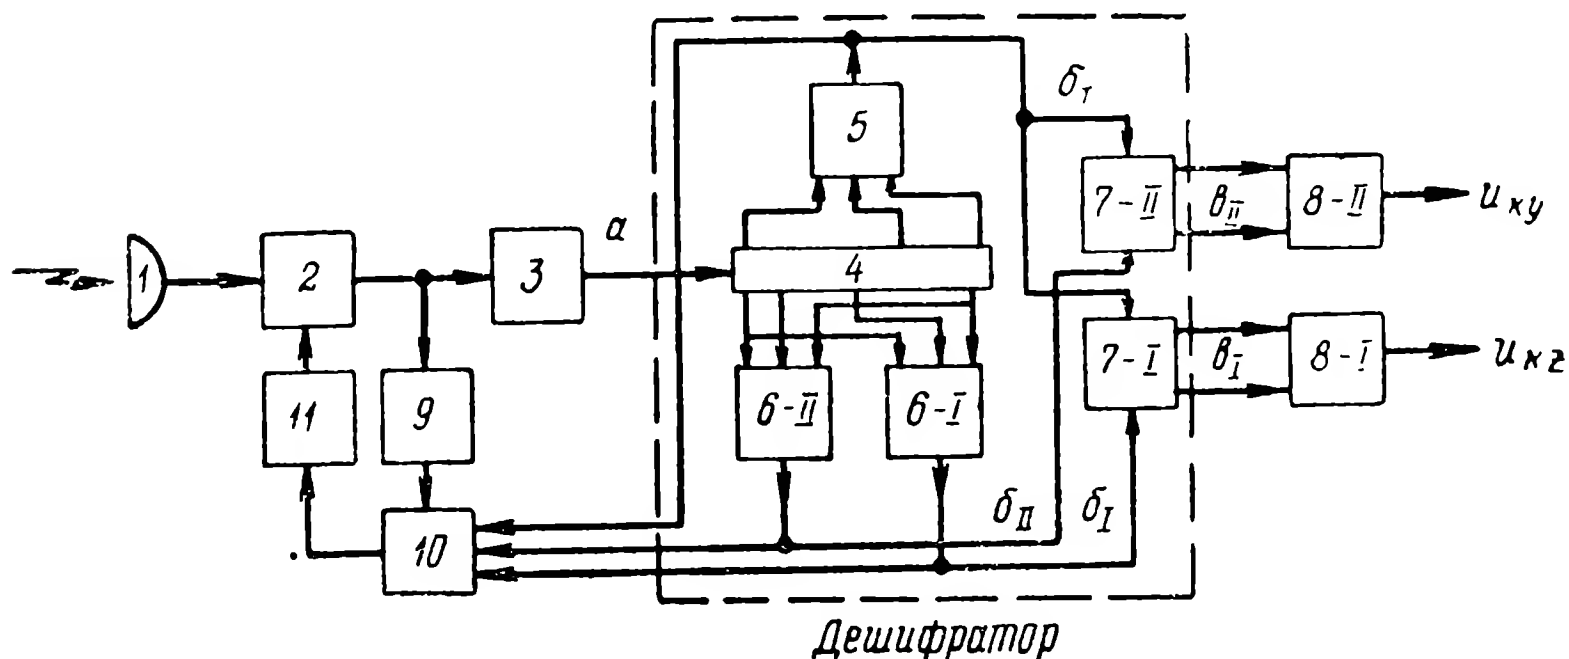 5
б₁
7-II
в_II
8-II
u_ку
а
1
2
3
4
7-I
в_I
8-I
u_кz
11
9
6-II
6-I
б_II
б_I
10
Дешифратор